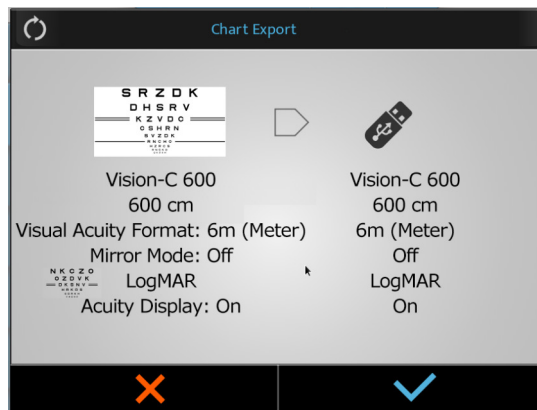 Chart Export
S R Z D K
D H S R V
K Z V D C
C S H R N
S V Z D K
Vision-C 600
600 cm
Visual Acuity Format: 6m (Meter)
Mirror Mode: Off
N K C Z O
O Z D V K
D K S N V
LogMAR
Acuity Display: On
Vision-C 600
600 cm
6m (Meter)
Off
LogMAR
On